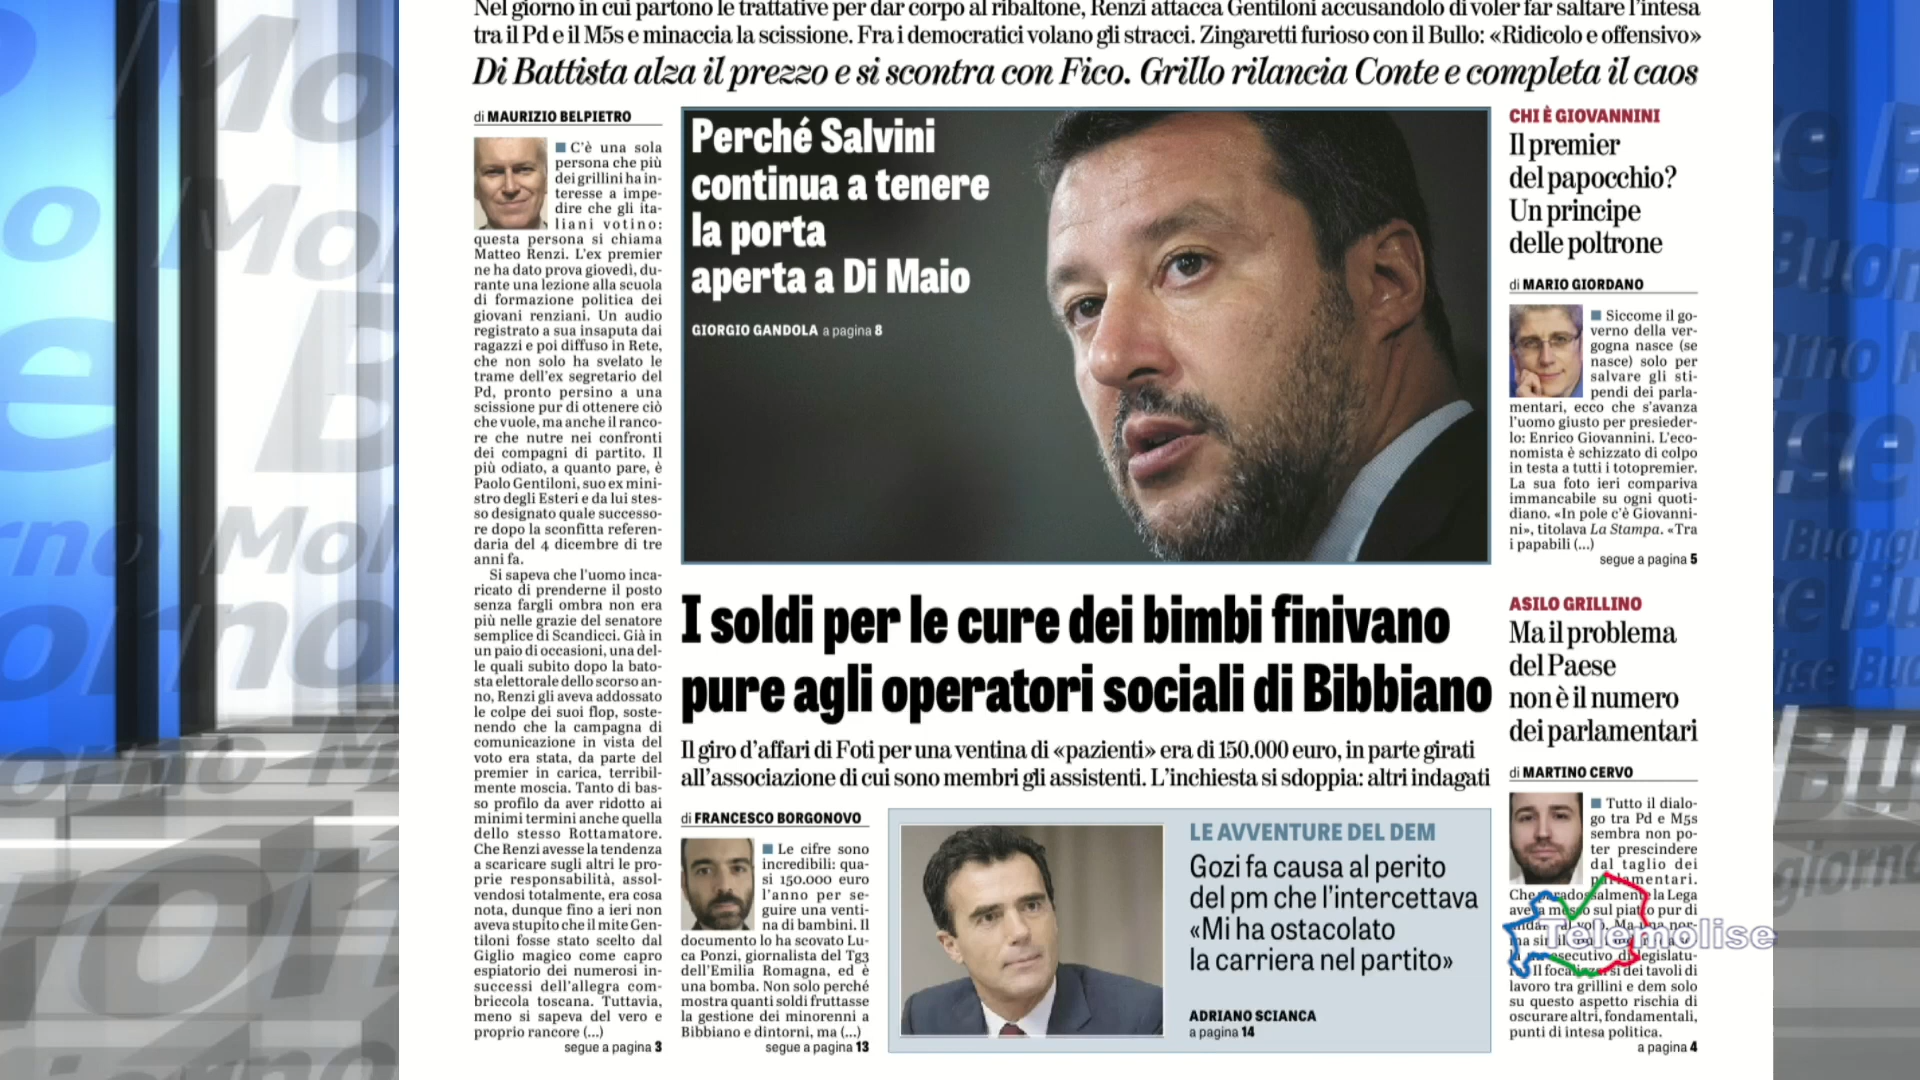 Nel giorno in cui partono le trattative per dar corpo al ribaltone, Renzi attacca Gentiloni accusandolo di voler far saltare l'intesa
tra il Pd e il M5s e minaccia la scissione. Fra i democratici volano gli stracci. Zingaretti furioso con il Bullo: «Ridicolo e offensivo»
Di Battista alza il prezzo e si scontra con Fico. Grillo rilancia Conte e completa il caos
di MAURIZIO BELPIETRO
■ C'è una sola
persona che più
dei grillini ha in-
teresse a impe-
dire che gli ita-
liani votino:
questa persona si chiama
Matteo Renzi. L'ex premier
ne ha dato prova giovedì, du-
rante una lezione alla scuola
di formazione politica dei
giovani renziani. Un audio
registrato a sua insaputa dai
ragazzi e poi diffuso in Rete,
che non solo ha svelato le
trame dell'ex segretario del
Pd, pronto persino a una
scissione pur di ottenere ciò
che vuole, ma anche il ranco-
re che nutre nei confronti
dei compagni di partito. Il
più odiato, a quanto pare, è
Paolo Gentiloni, suo ex mini-
stro degli Esteri e da lui stes-
so designato quale successo-
re dopo la sconfitta referen-
daria del 4 dicembre di tre
anni fa.
Si sapeva che l'uomo inca-
ricato di prenderne il posto
senza fargli ombra non era
più nelle grazie del senatore
semplice di Scandicci. Già in
un paio di occasioni, una del-
le quali subito dopo la bato-
sta elettorale dello scorso an-
no, Renzi gli aveva addossato
le colpe dei suoi flop, soste-
nendo che la campagna di
comunicazione in vista del
voto era stata, da parte del
premier in carica, terribil-
mente moscia. Tanto di bas-
so profilo da aver ridotto ai
minimi termini anche quella
dello stesso Rottamatore.
Che Renzi avesse la tendenza
a scaricare sugli altri le pro-
prie responsabilità, assol-
vendosi totalmente, era cosa
nota, dunque fino a ieri non
aveva stupito che il mite Gen-
tiloni fosse stato scelto dal
Giglio magico come capro
espiatorio dei numerosi in-
successi dell'allegra com-
briccola toscana. Tuttavia,
meno si sapeva del vero e
proprio rancore (...)
segue a pagina 3
Perché Salvini
continua a tenere
la porta
aperta a Di Maio
GIORGIO GANDOLA a pagina 8
I soldi per le cure dei bimbi finivano
pure agli operatori sociali di Bibbiano
Il giro d'affari di Foti per una ventina di «pazienti» era di 150.000 euro, in parte girati
all'associazione di cui sono membri gli assistenti. L'inchiesta si sdoppia: altri indagati
di FRANCESCO BORGONOVO
■ Le cifre sono
incredibili: qua-
si 150.000 euro
l'anno per se-
guire una venti-
na di bambini. Il
documento lo ha scovato Lu-
ca Ponzi, giornalista del Tg3
dell'Emilia Romagna, ed è
una bomba. Non solo perché
mostra quanti soldi fruttasse
la gestione dei minorenni a
Bibbiano e dintorni, ma (...)
segue a pagina 13
LE AVVENTURE DEL DEM
Gozi fa causa al perito
del pm che l'intercettava
«Mi ha ostacolato
la carriera nel partito»
ADRIANO SCIANCA
a pagina 14
CHI È GIOVANNINI
Il premier
del papocchio?
Un principe
delle poltrone
di MARIO GIORDANO
■ Siccome il go-
verno della ver-
gogna nasce (se
nasce) solo per
salvare gli sti-
pendi dei parla-
mentari, ecco che s'avanza
l'uomo giusto per presieder-
lo: Enrico Giovannini. L'eco-
nomista è schizzato di colpo
in testa a tutti i totopremier.
La sua foto ieri compariva
immancabile su ogni quoti-
diano. «In pole c'è Giovanni-
ni», titolava La Stampa. «Tra
i papabili (...)
segue a pagina 5
ASILO GRILLINO
Ma il problema
del Paese
non è il numero
dei parlamentari
di MARTINO CERVO
■ Tutto il dialo-
go tra Pd e M5s
sembra non po-
ter prescindere
dal taglio dei
parlamentari.
Che la Lega
sul piatto pur di
Telemolise
legislatu-
dei tavoli di
lavoro tra grillini e dem solo
su questo aspetto rischia di
oscurare altri, fondamentali,
punti di intesa politica.
a pagina 4